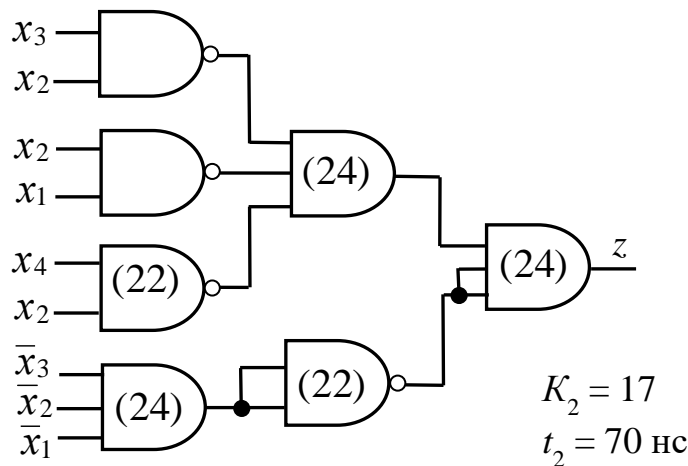 x₃
x₂
x₂
x₁
(24)
x₄
(22)
x₂
(24)
z
x̅₃
x̅₂
x̅₁
(24)
(22)
K₂ = 17
t₂ = 70 нс